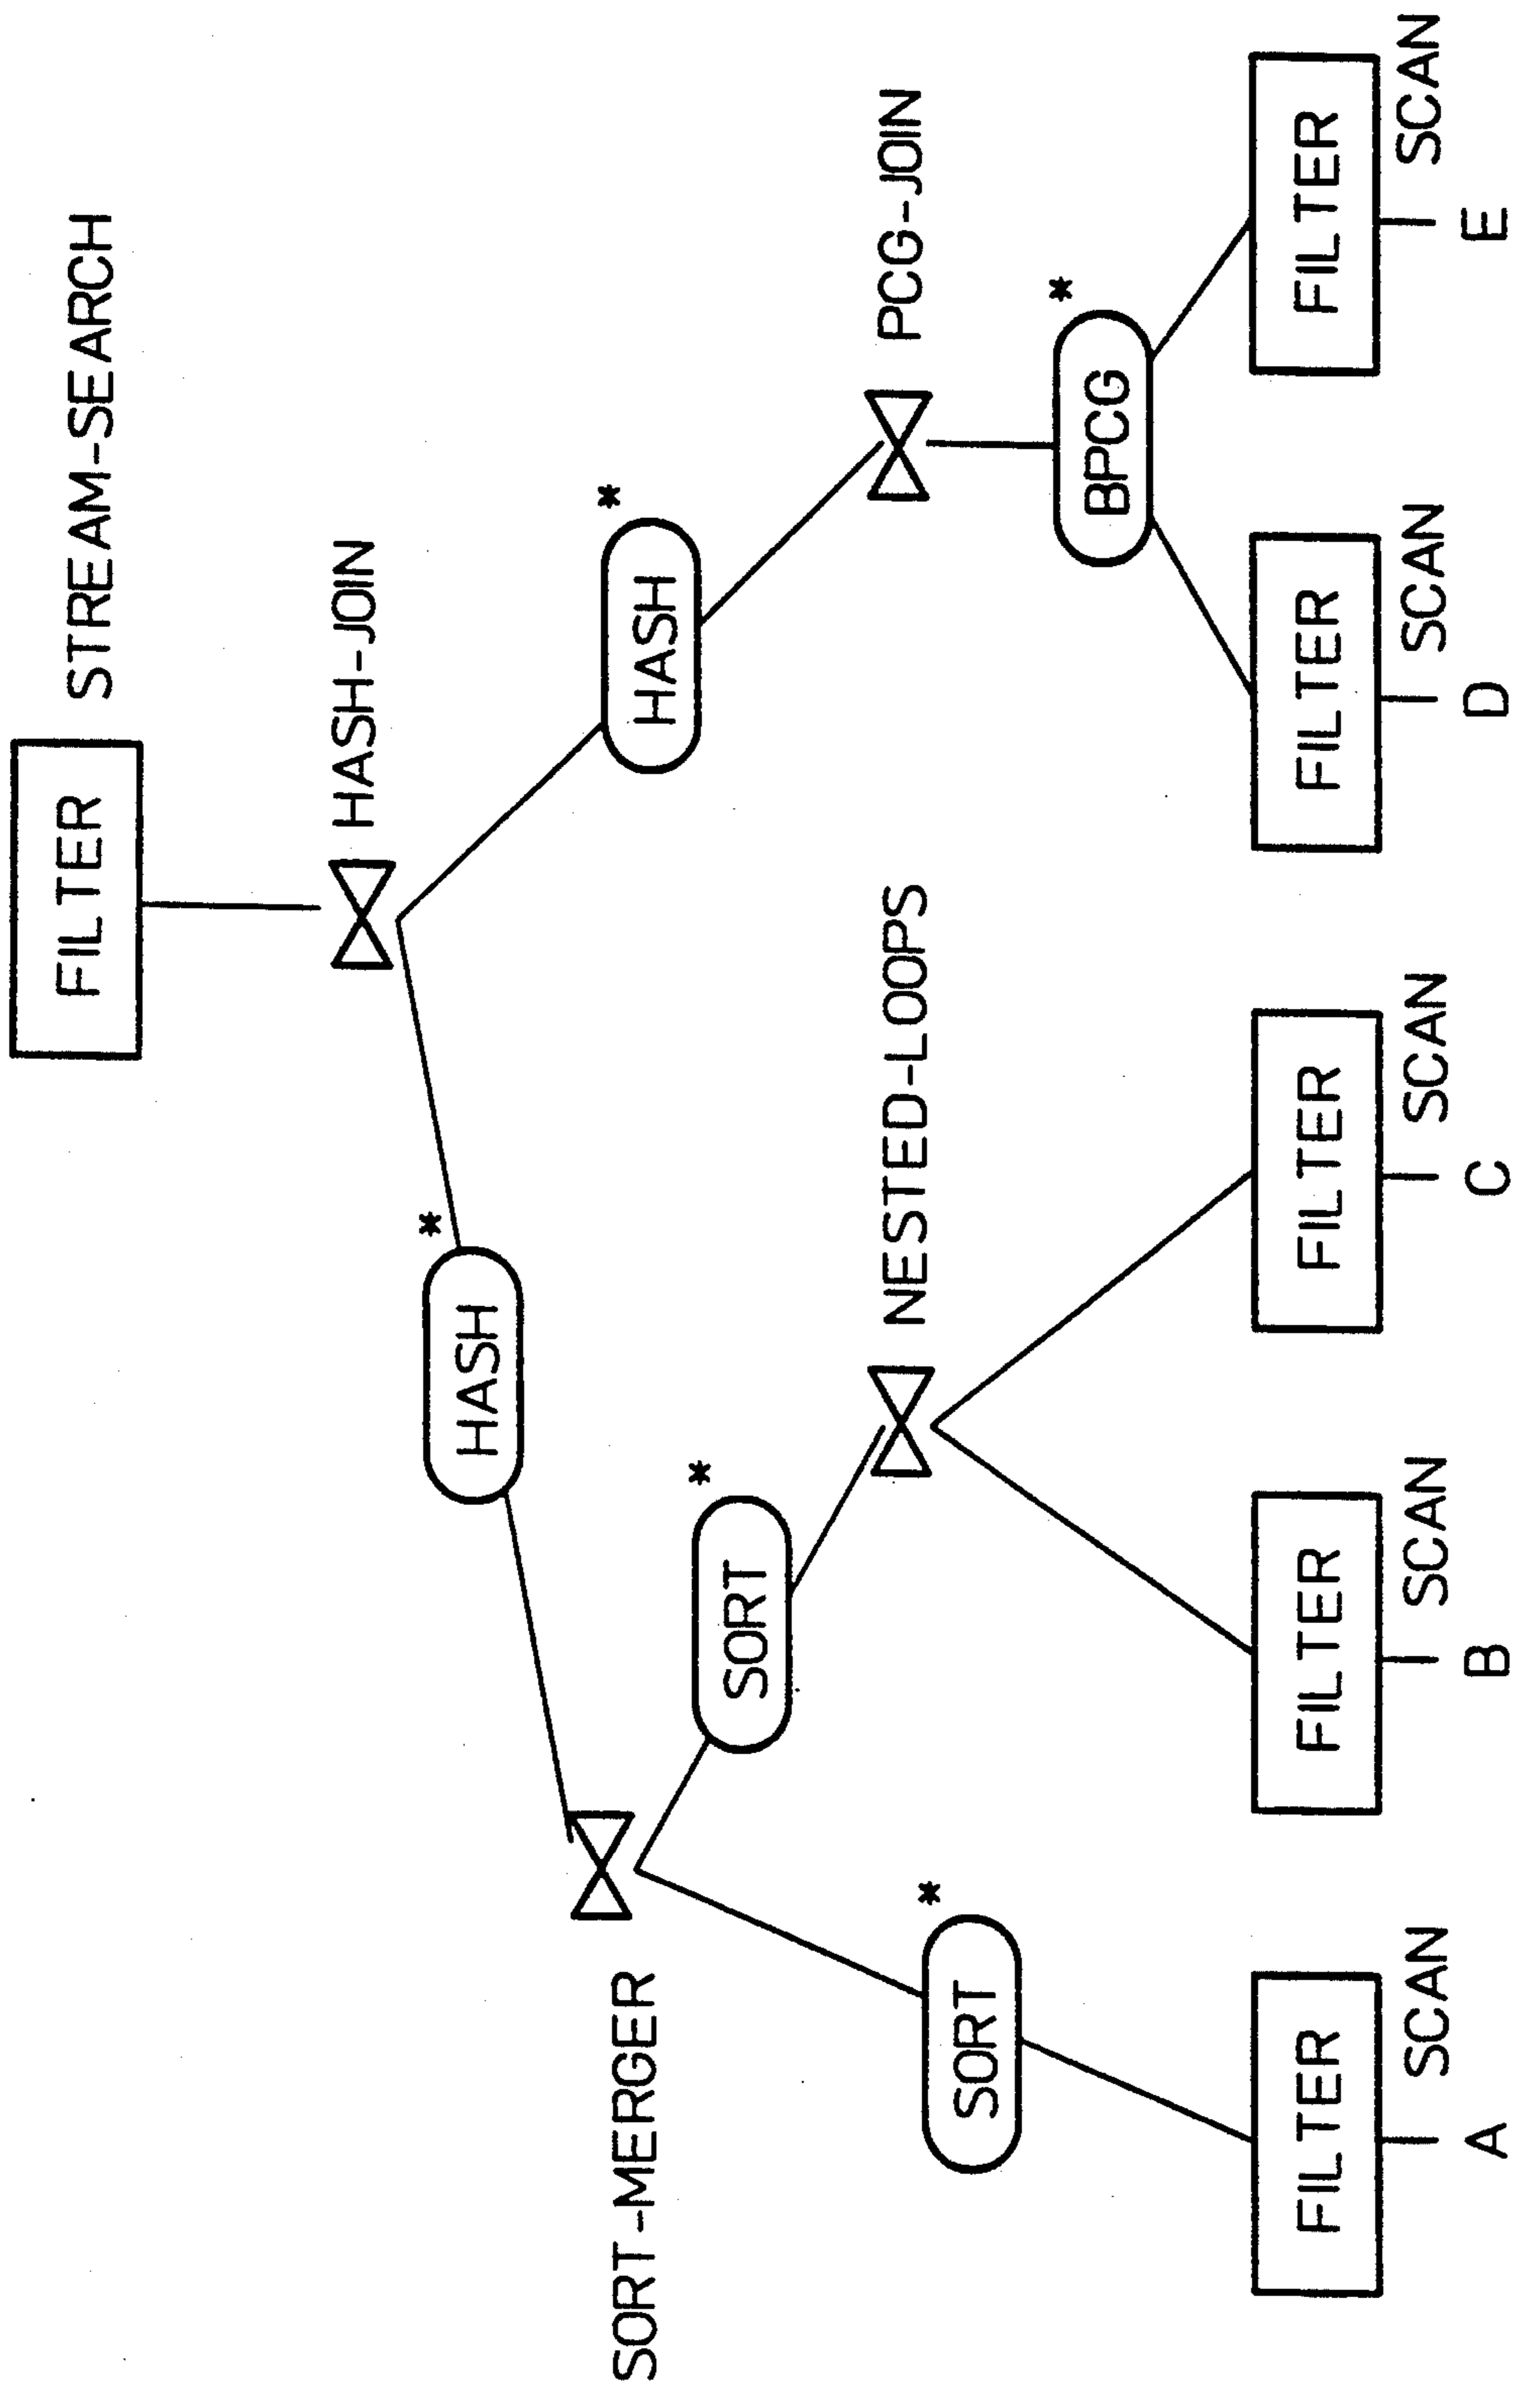 FILTER STREAM-SEARCH
HASH-JOIN
* HASH
* HASH
SORT-MERGER
* SORT
NESTED-LOOPS
PCG-JOIN
* SORT
* BPCG
FILTER FILTER FILTER FILTER FILTER
SCAN SCAN SCAN SCAN SCAN
A B C D E